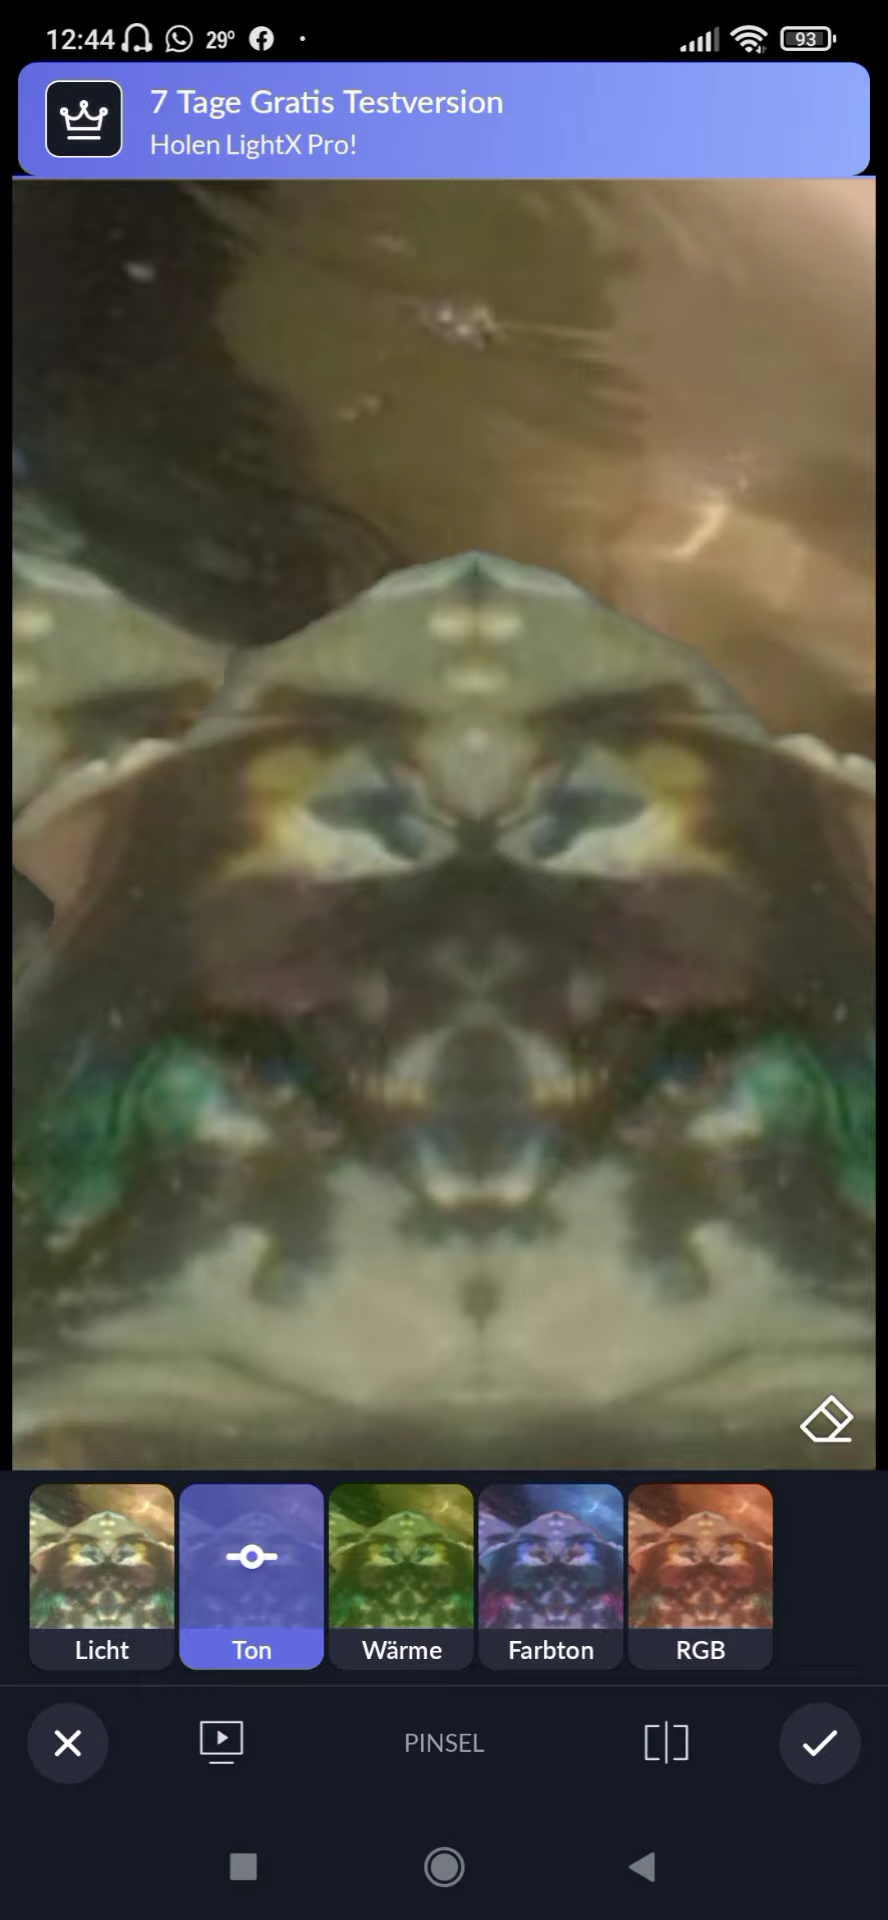 12:44 29° 93
7 Tage Gratis Testversion
Holen LightX Pro!
Licht Ton Wärme Farbton RGB
PINSEL